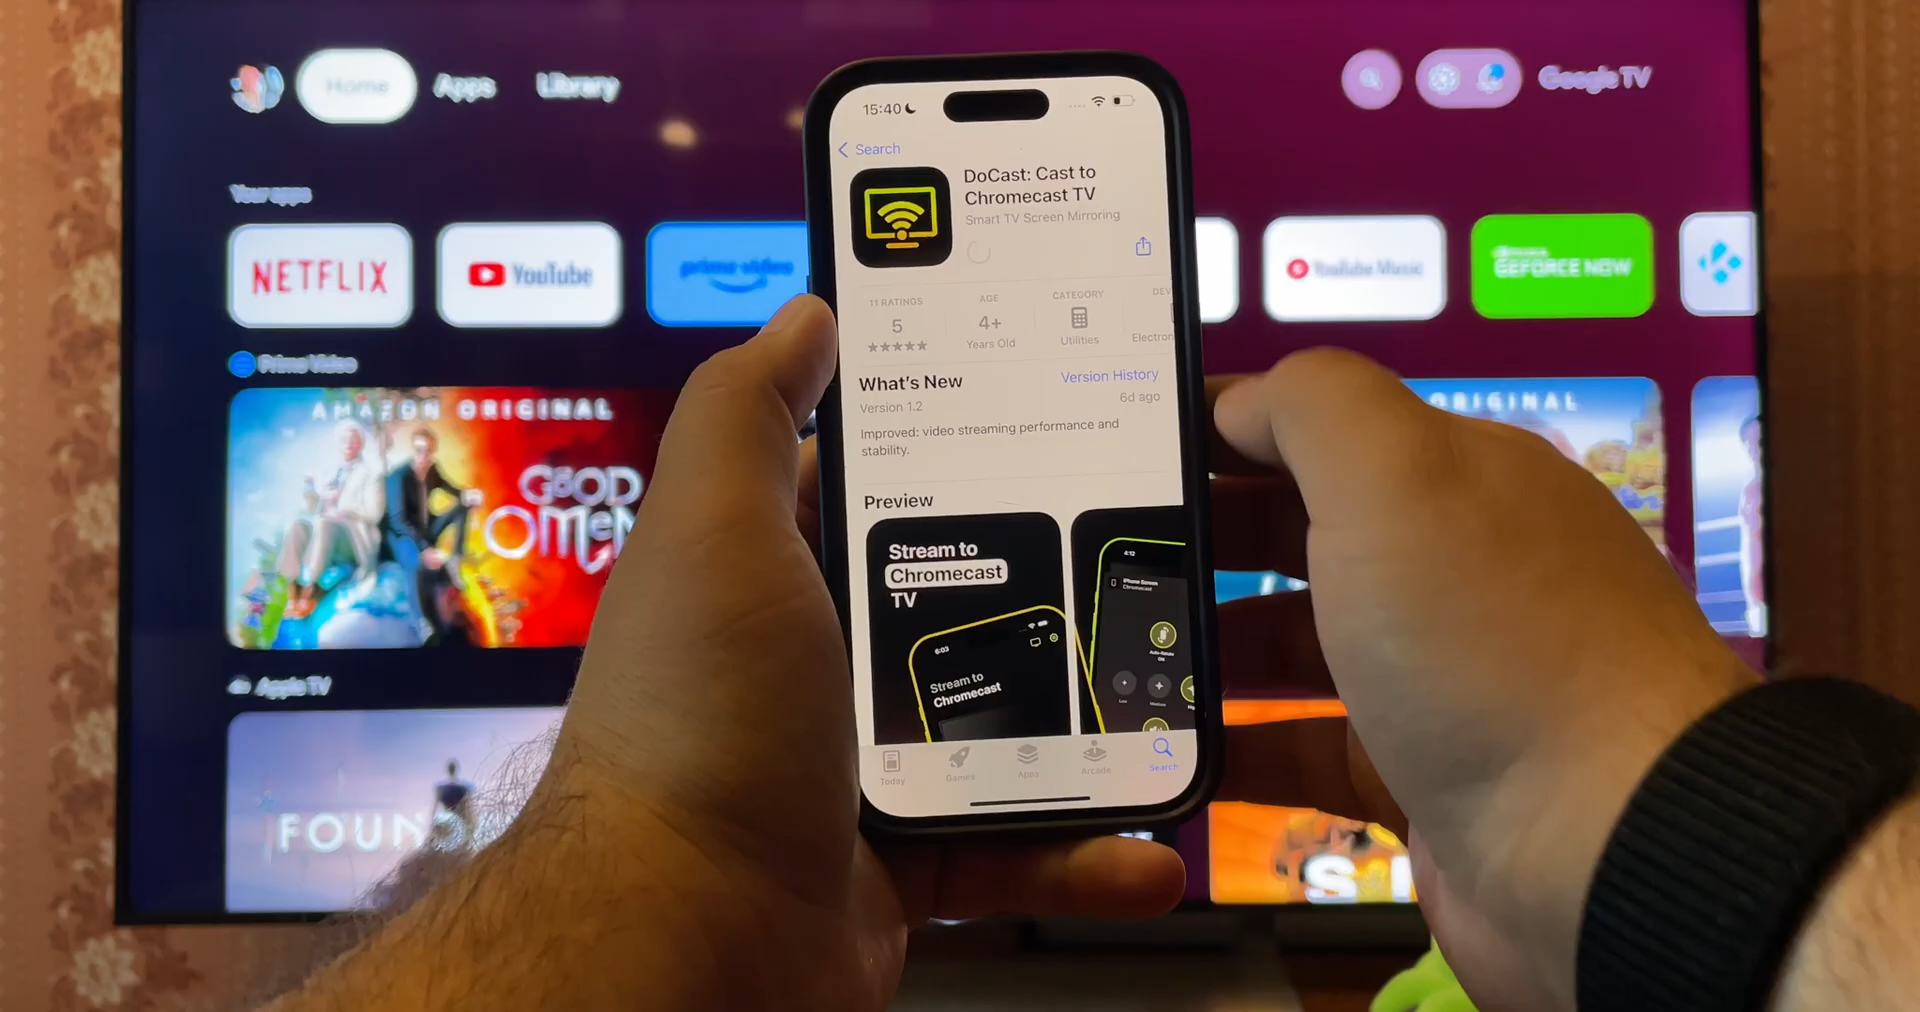 Home
Apps
Library
Google TV
Your apps
NETFLIX
YouTube
prime video
YouTube Music
GEFORCE NOW
Prime Video
AMAZON ORIGINAL
GOOD
OMEN
ORIGINAL
Apple TV
FOUND
S
15:40
Search
DoCast: Cast to
Chromecast TV
Smart TV Screen Mirroring
11 RATINGS
5
★★★★★
AGE
4+
Years Old
CATEGORY
Utilities
DEV
Electron
What's New
Version History
Version 1.2
6d ago
Improved: video streaming performance and
stability.
Preview
Stream to
Chromecast
TV
6:03
Stream to
Chromecast
4:12
iPhone Screen
Chromecast
Auto-Rotate
On
Low
Medium
Today
Games
Apps
Arcade
Search